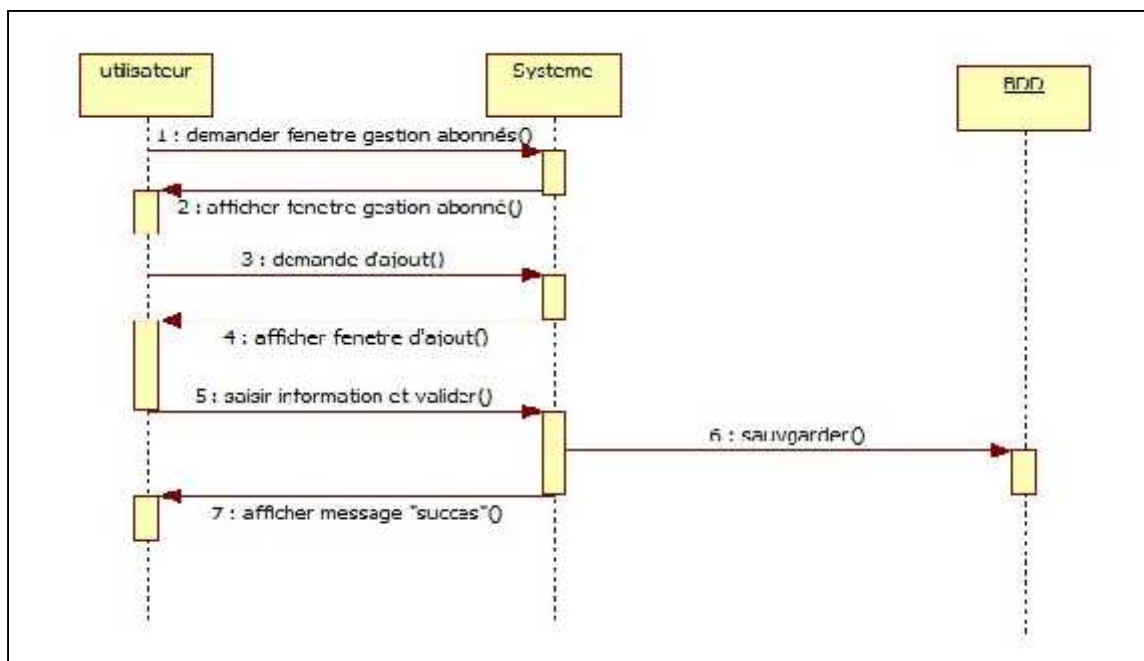 utilisateur
Systeme
BDD
1 : demander fenetre gestion abonnés()
2 : afficher fenetre gestion abonné()
3 : demande d'ajout()
4 : afficher fenetre d'ajout()
5 : saisir information et valider()
6 : sauvgarder()
7 : afficher message "succes"()